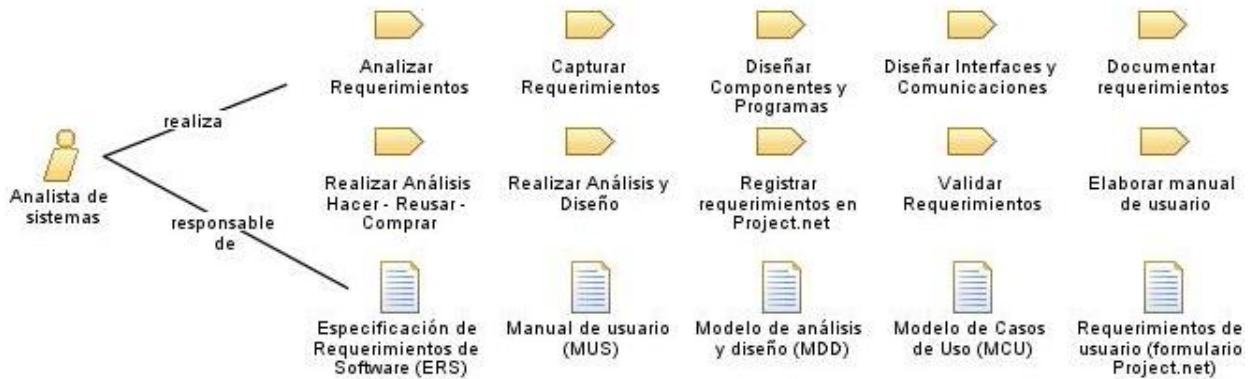 Analizar
Requerimientos
Capturar
Requerimientos
Diseñar
Componentes y
Programas
Diseñar Interfaces y
Comunicaciones
Documentar
requerimientos
realiza
Analista de
sistemas
responsable
de
Realizar Análisis
Hacer - Reusar -
Comprar
Realizar Análisis y
Diseño
Registrar
requerimientos en
Project.net
Validar
Requerimientos
Elaborar manual
de usuario
Especificación de
Requerimientos de
Software (ERS)
Manual de usuario
(MUS)
Modelo de análisis
y diseño (MDD)
Modelo de Casos
de Uso (MCU)
Requerimientos de
usuario (formulario
Project.net)